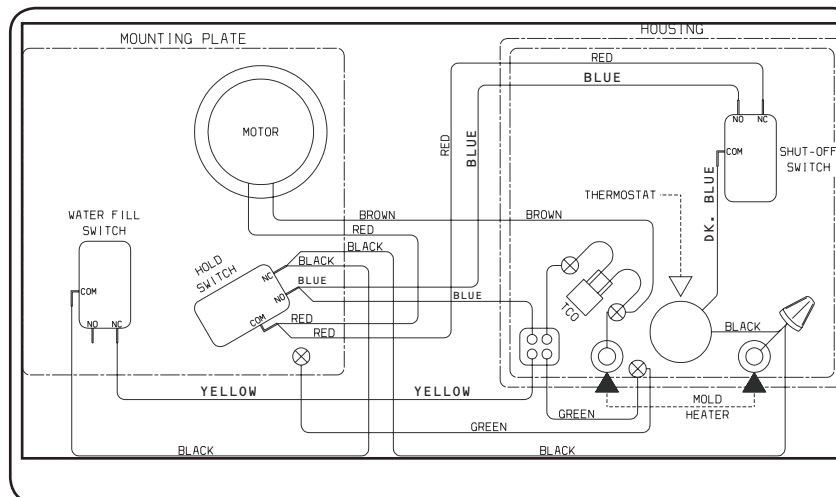 HOUSING
MOUNTING PLATE
RED
BLUE
NO NC
MOTOR
RED
BLUE
COM
SHUT-OFF
SWITCH
THERMOSTAT
DK. BLUE
WATER FILL
SWITCH
BROWN
BROWN
RED
BLACK
BLACK
HOLD
SWITCH
NC
NO
COM
BLUE
BLUE
COM
NO NC
RED
RED
TCO
BLACK
YELLOW
YELLOW
MOLD
HEATER
GREEN
GREEN
BLACK
BLACK